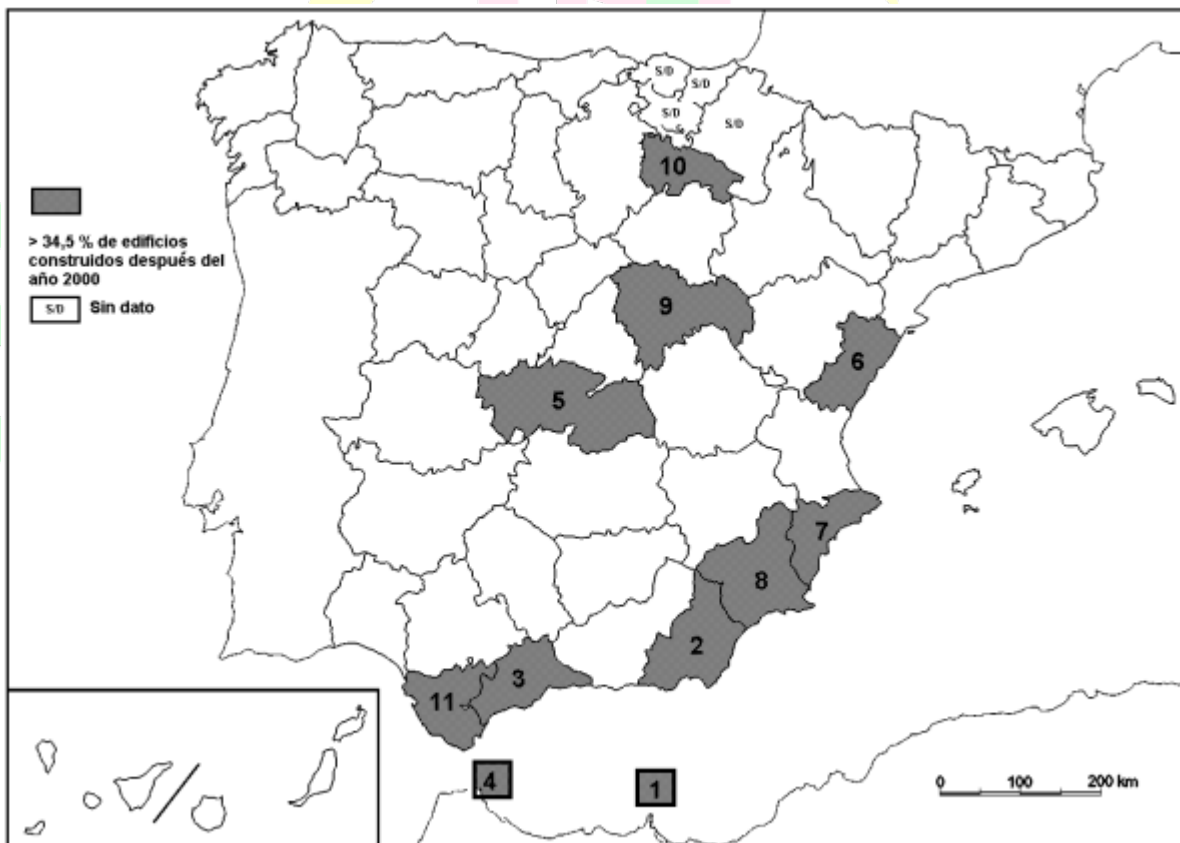 S/D
S/D
S/D
S/D
10
> 34,5 % de edificios
construidos después del
año 2000
S/D Sin dato
9
6
5
7
8
2
3
11
4
1
0 100 200 km